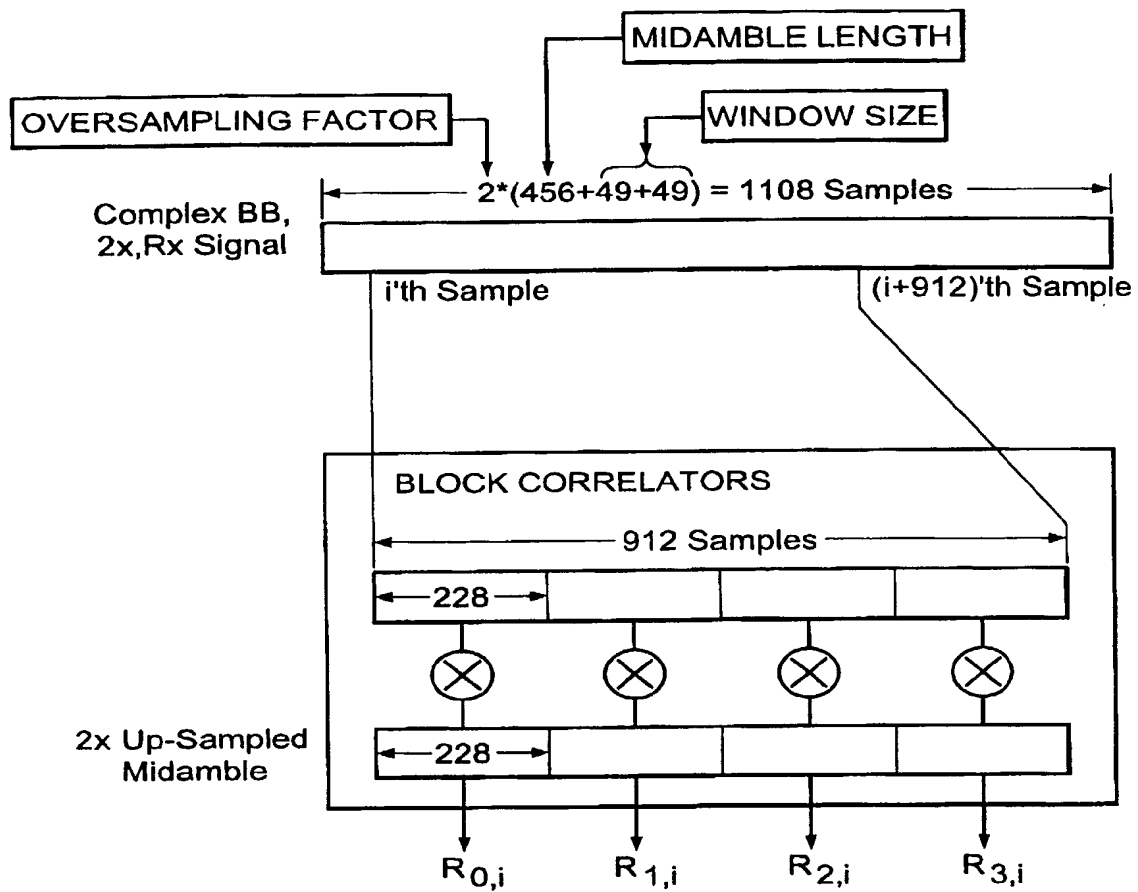 MIDAMBLE LENGTH
OVERSAMPLING FACTOR
WINDOW SIZE
2*(456+49+49) = 1108 Samples
Complex BB,
2x,Rx Signal
i'th Sample
(i+912)'th Sample
BLOCK CORRELATORS
912 Samples
228
2x Up-Sampled
Midamble
228
R0,i
R1,i
R2,i
R3,i